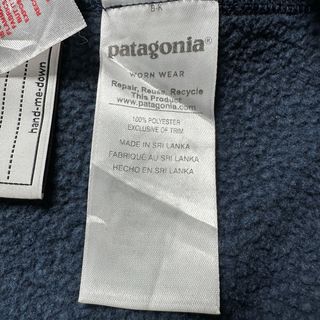 B-K
patagonia®
WORN WEAR
Repair, Reuse, Recycle
This Product
www.patagonia.com
100% POLYESTER
EXCLUSIVE OF TRIM
MADE IN SRI LANKA
FABRIQUÉ AU SRI LANKA
HECHO EN SRI LANKA
hand-me-down